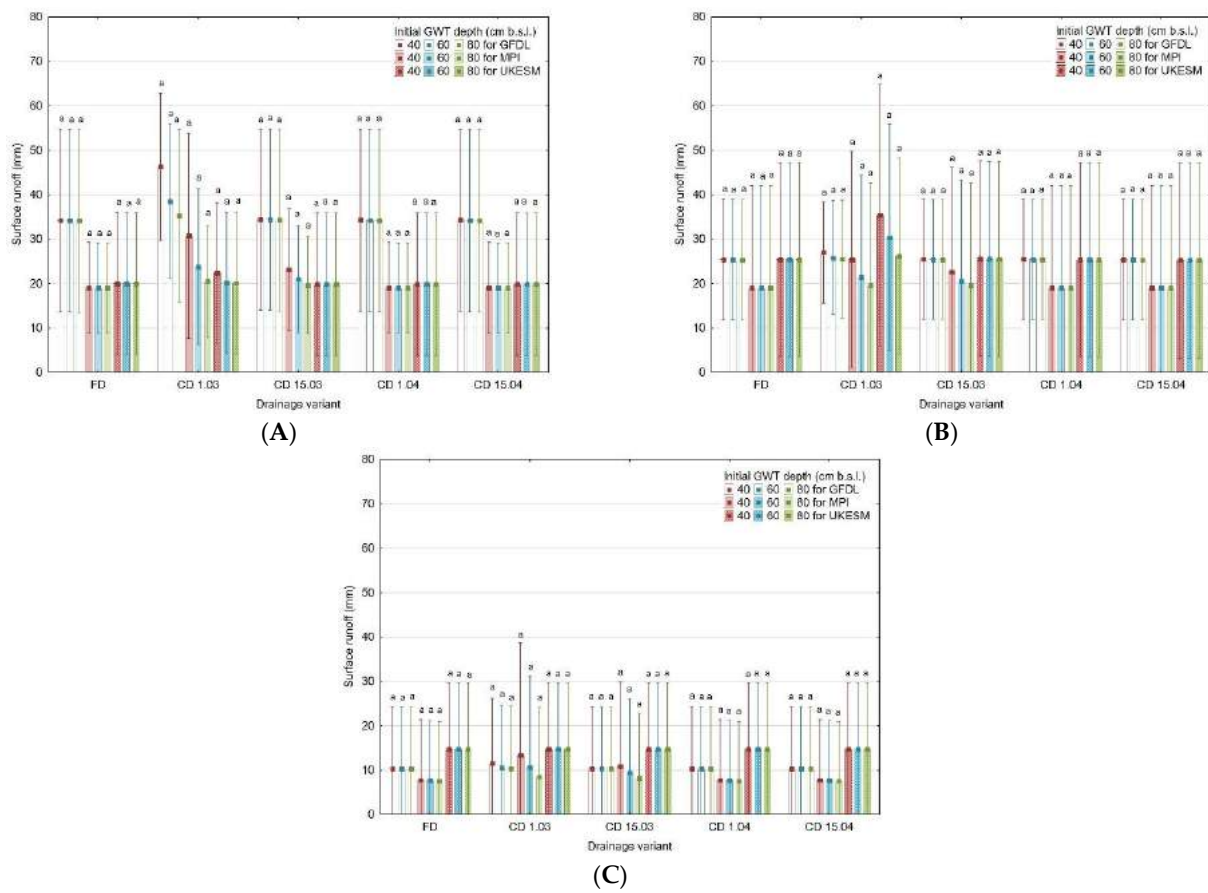 80
70
60
50
40
30
20
10
0
Surface runoff (mm)
Initial GWT depth (cm b.s.l.)
40 60 80 for GFDL
40 60 80 for MPI
40 60 80 for UKESM
a a a a a a a a a
a a a a a a a a a
a a a a a a a a a
a a a a a a a a a
a a a a a a a a a
FD CD 1.03 CD 15.03 CD 1.04 CD 15.04
Drainage variant
(A)
80
70
60
50
40
30
20
10
0
Surface runoff (mm)
Initial GWT depth (cm b.s.l.)
40 60 80 for GFDL
40 60 80 for MPI
40 60 80 for UKESM
a a a a a a a a a
a a a a a a a a a
a a a a a a a a a
a a a a a a a a a
a a a a a a a a a
FD CD 1.03 CD 15.03 CD 1.04 CD 15.04
Drainage variant
(B)
80
70
60
50
40
30
20
10
0
Surface runoff (mm)
Initial GWT depth (cm b.s.l.)
40 60 80 for GFDL
40 60 80 for MPI
40 60 80 for UKESM
a a a a a a a a a
a a a a a a a a a
a a a a a a a a a
a a a a a a a a a
a a a a a a a a a
FD CD 1.03 CD 15.03 CD 1.04 CD 15.04
Drainage variant
(C)